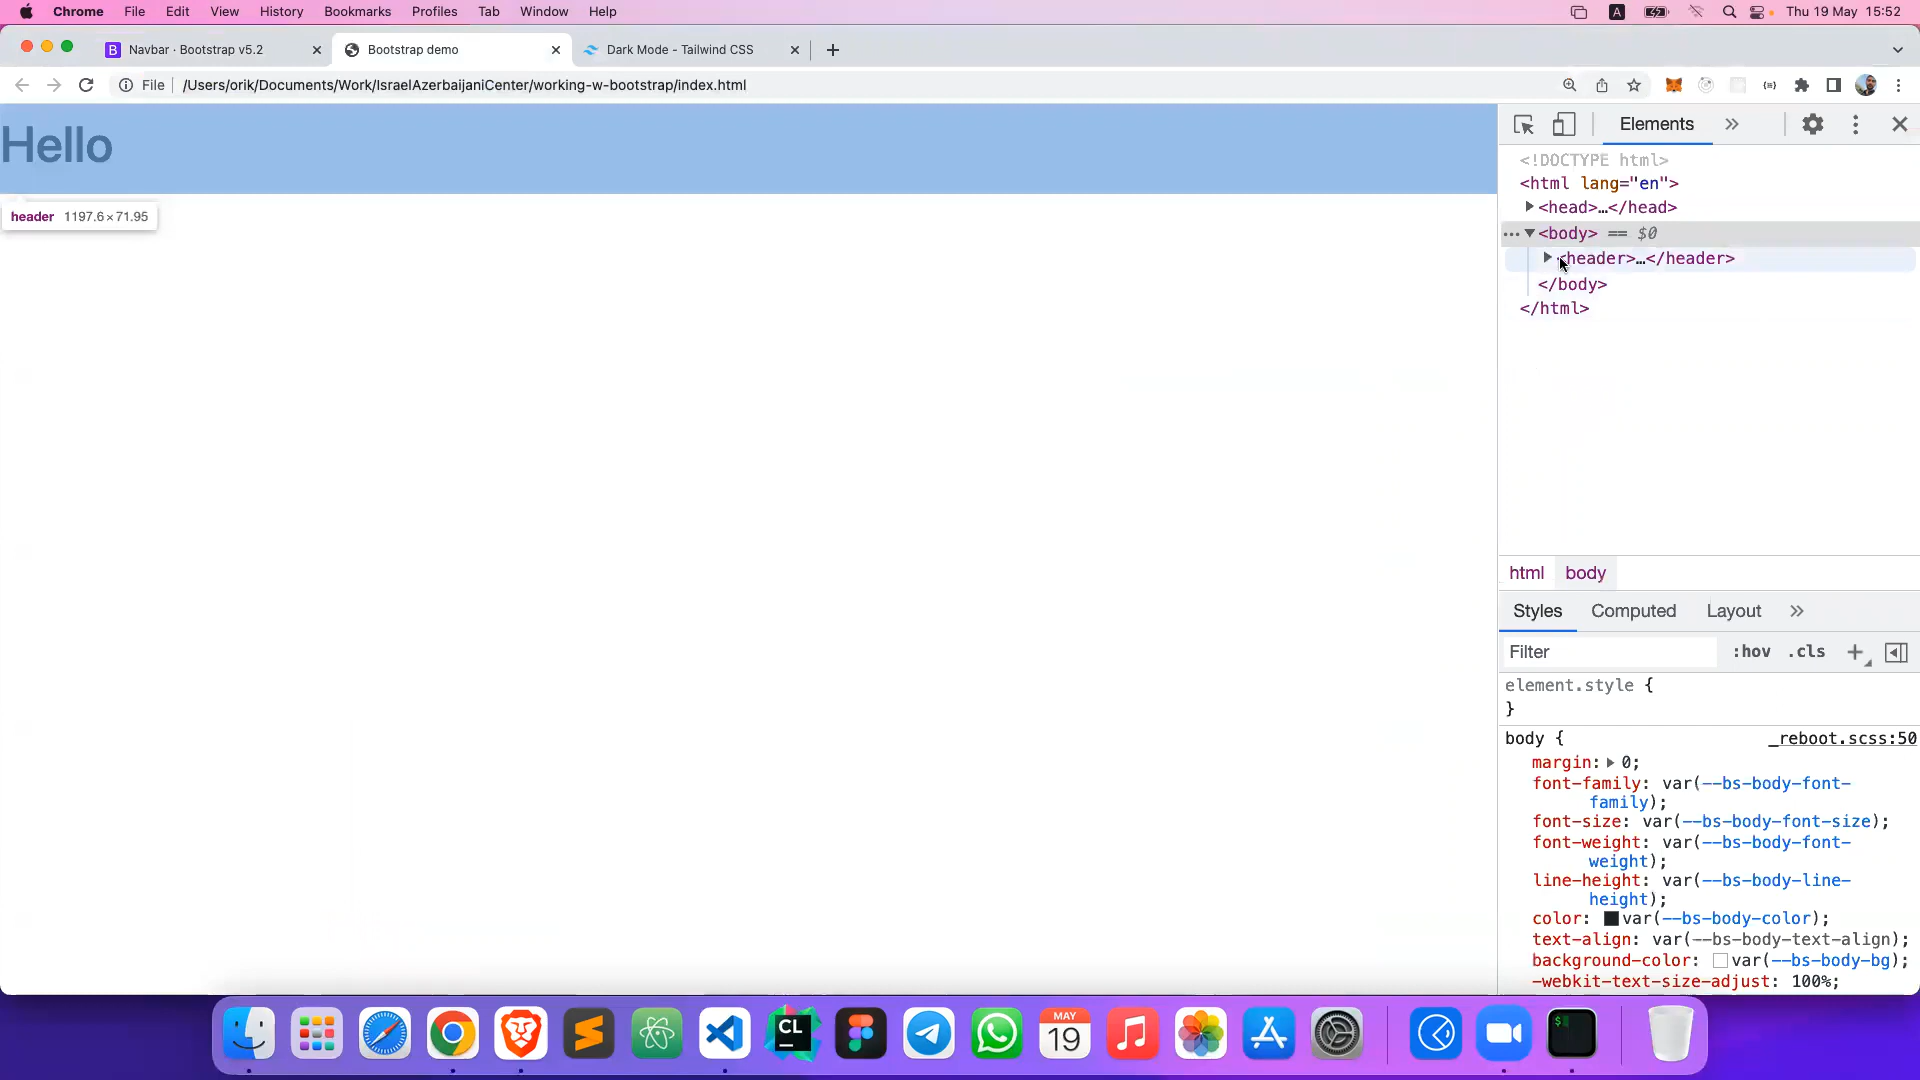 Chrome File Edit View History Bookmarks Profiles Tab Window Help A Thu 19 May 15:52
B Navbar · Bootstrap v5.2 Bootstrap demo Dark Mode - Tailwind CSS
File /Users/orik/Documents/Work/IsraelAzerbaijaniCenter/working-w-bootstrap/index.html
Hello
header 1197.6×71.95
Elements
<!DOCTYPE html>
<html lang="en">
<head>…</head>
<body> == $0
<header>…</header>
</body>
</html>
html body
Styles Computed Layout
Filter :hov .cls
element.style {
}
body { _reboot.scss:50
margin: 0;
font-family: var(--bs-body-font-
family);
font-size: var(--bs-body-font-size);
font-weight: var(--bs-body-font-
weight);
line-height: var(--bs-body-line-
height);
color: var(--bs-body-color);
text-align: var(--bs-body-text-align);
background-color: var(--bs-body-bg);
-webkit-text-size-adjust: 100%;
CL
MAY
19
$